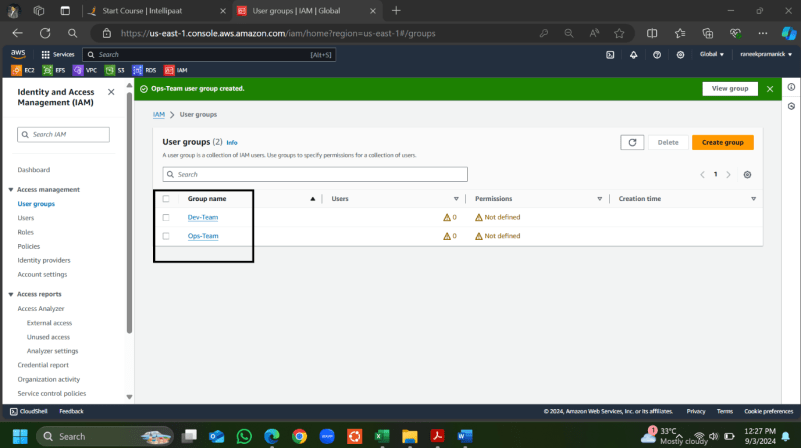 Start Course | Intellipaat
User groups | IAM | Global
https://us-east-1.console.aws.amazon.com/iam/home?region=us-east-1#/groups
aws
Services
Search
[Alt+S]
Global
raneekpramanick
EC2
EFS
VPC
S3
RDS
IAM
Identity and Access
Management (IAM)
Search IAM
Dashboard
Access management
User groups
Users
Roles
Policies
Identity providers
Account settings
Access reports
Access Analyzer
External access
Unused access
Analyzer settings
Credential report
Organization activity
Service control policies
Ops-Team user group created.
View group
IAM > User groups
User groups (2) Info
A user group is a collection of IAM users. Use groups to specify permissions for a collection of users.
Delete
Create group
Search
1
Group name
Users
Permissions
Creation time
Dev-Team
0
Not defined
Ops-Team
0
Not defined
CloudShell
Feedback
© 2024, Amazon Web Services, Inc. or its affiliates.
Privacy
Terms
Cookie preferences
Search
1
33°C
Mostly cloudy
12:27 PM
9/3/2024